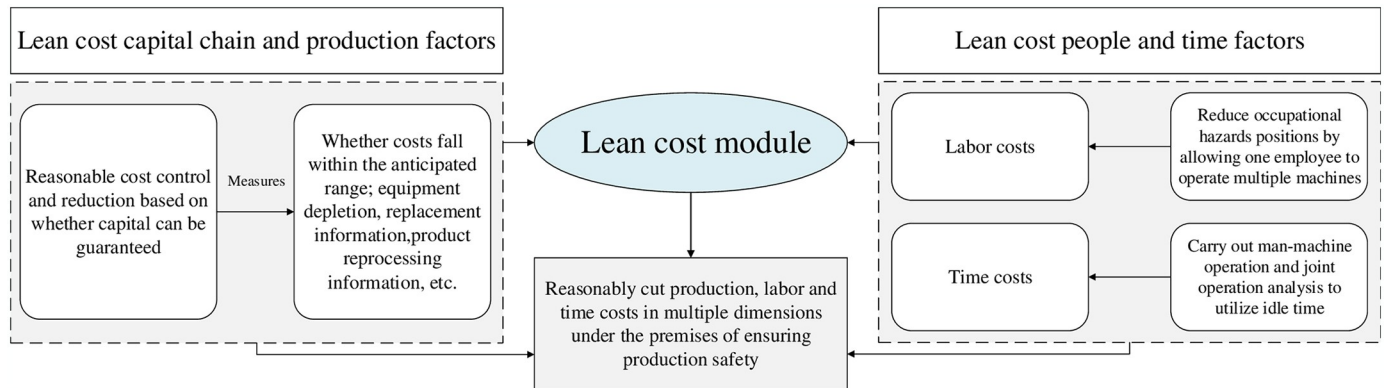 Lean cost capital chain and production factors
Reasonable cost control
and reduction based on
whether capital can be
guaranteed
Measures
Whether costs fall
within the anticipated
range; equipment
depletion, replacement
information,product
reprocessing
information, etc.
Lean cost module
Reasonably cut production, labor and
time costs in multiple dimensions
under the premises of ensuring
production safety
Lean cost people and time factors
Labor costs
Reduce occupational
hazards positions by
allowing one employee to
operate multiple machines
Time costs
Carry out man-machine
operation and joint
operation analysis to
utilize idle time